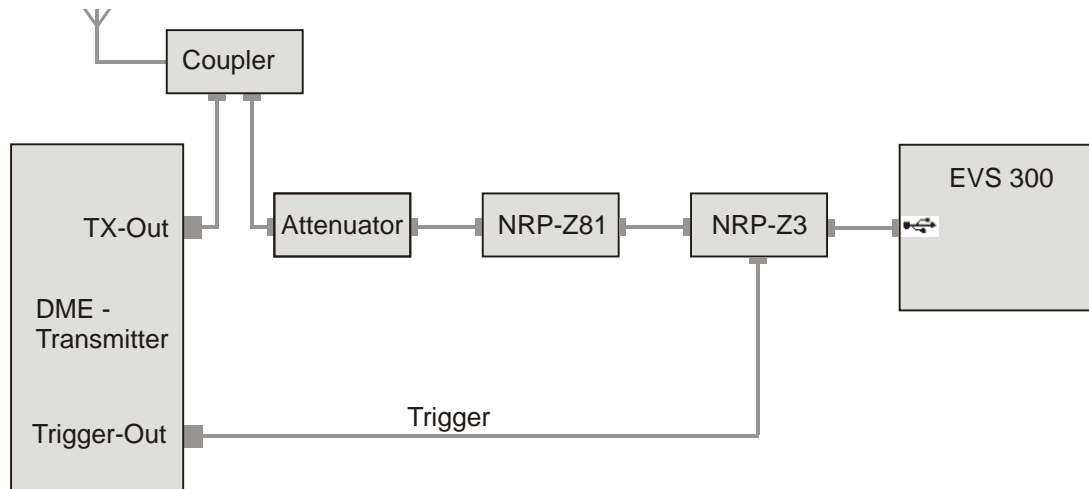 Coupler
EVS 300
TX-Out
Attenuator
NRP-Z81
NRP-Z3
DME -
Transmitter
Trigger
Trigger-Out